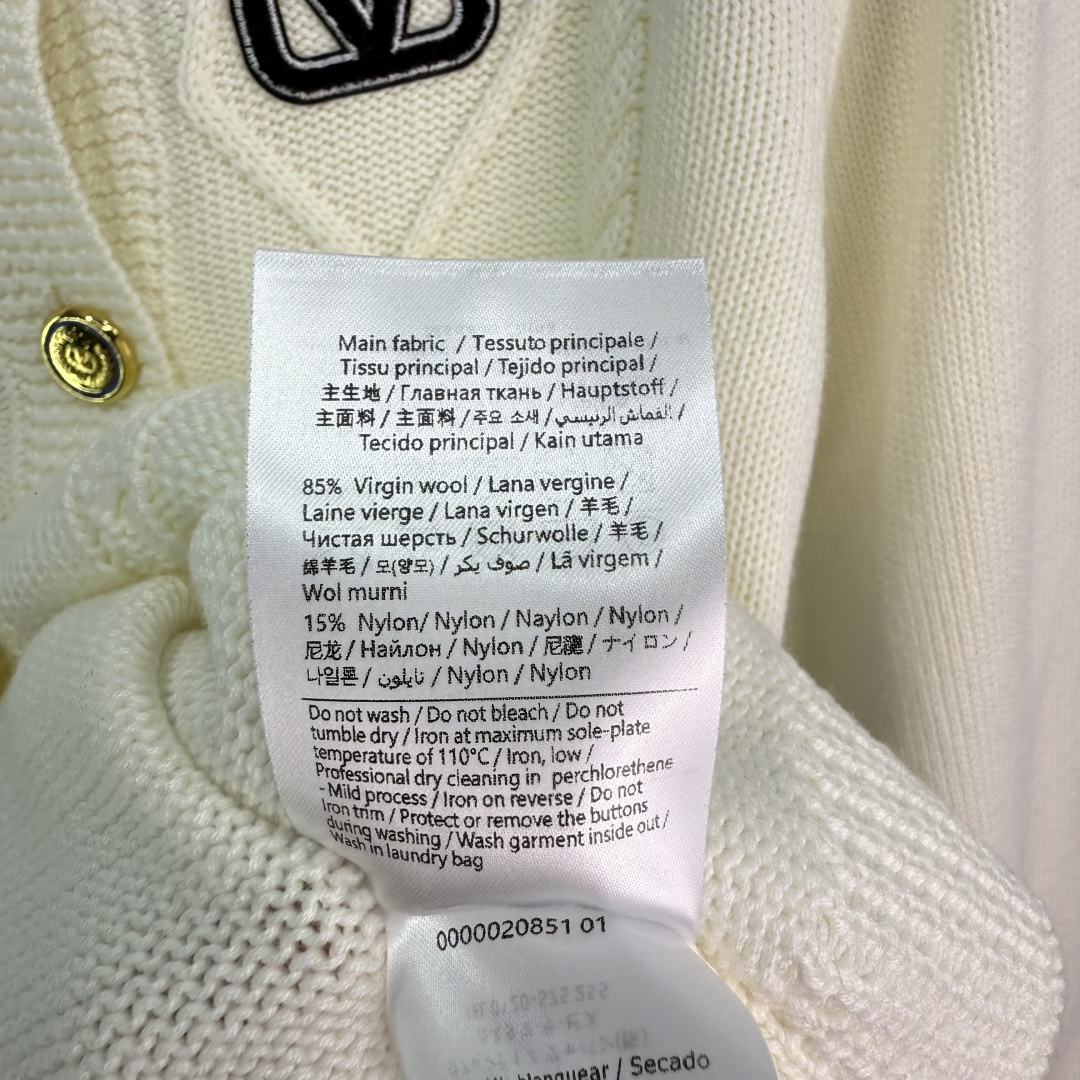 Main fabric / Tessuto principale /
Tissu principal / Tejido principal /
主生地 / Главная ткань / Hauptstoff /
主面料 / 主面料 / 주요 소새 / القماش الرئيسي /
Tecido principal / Kain utama
85% Virgin wool / Lana vergine /
Laine vierge / Lana virgen / 羊毛 /
Чистая шерсть / Schurwolle / 羊毛 /
綿羊毛 / 모(양모) / صوف بكر / Lã virgem /
Wol murni
15% Nylon/ Nylon / Naylon / Nylon /
尼龙 / Найлон / Nylon / 尼龍 / ナイロン /
나일론 / نايلون / Nylon / Nylon
Do not wash / Do not bleach / Do not
tumble dry / Iron at maximum sole-plate
temperature of 110°C / Iron, low /
Professional dry cleaning in perchlorethene
- Mild process / Iron on reverse / Do not
Iron trim / Protect or remove the buttons
during washing / Wash garment inside out /
Wash in laundry bag
0000020851 01
blanquear / Secado